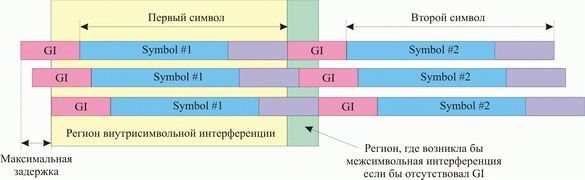 Первый символ
Второй символ
GI Symbol #1 GI Symbol #2
GI Symbol #1 GI Symbol #2
GI Symbol #1 GI Symbol #2
Регион внутрисимвольной интерференции
Максимальная
задержка
Регион, где возникла бы
межсимвольная интерференция
если бы отсутствовал GI